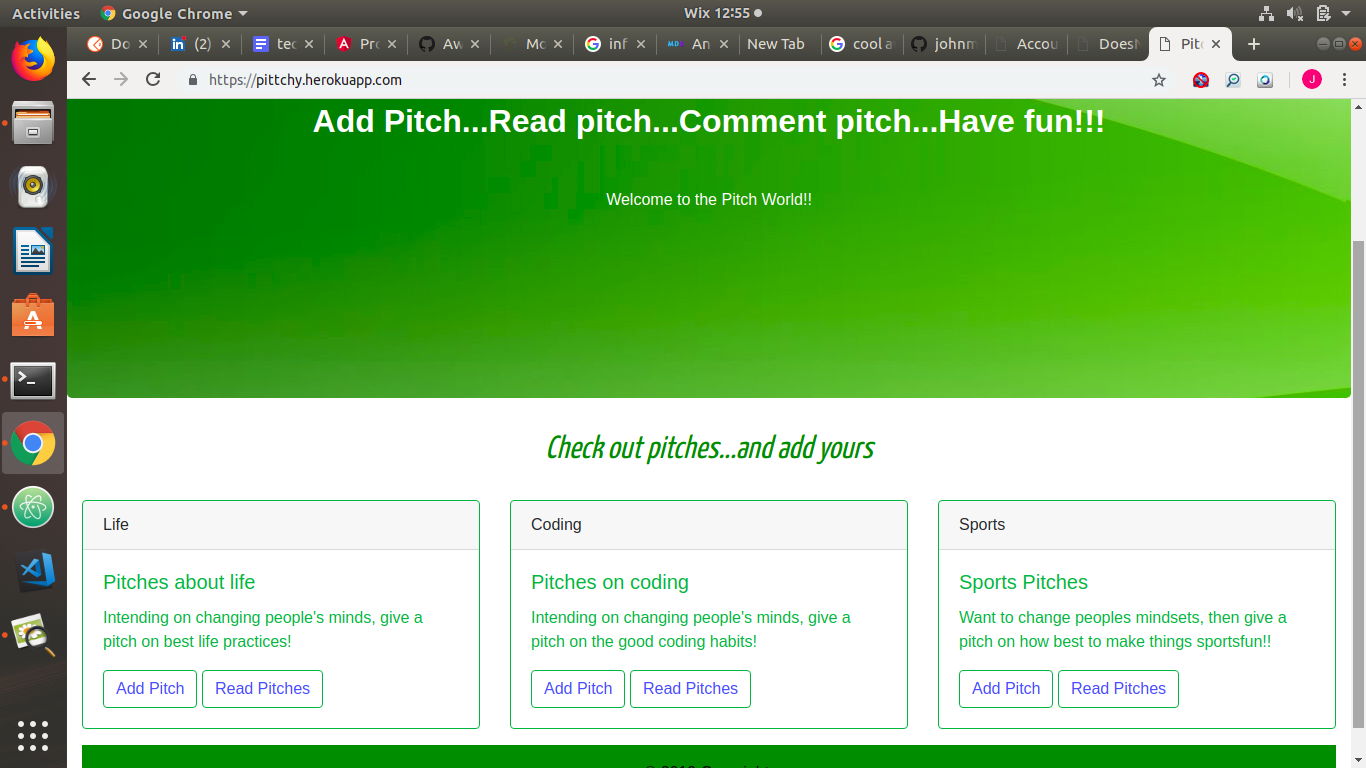 Activities Google Chrome Wix 12:55
Do (2) tec Pro Aw Mc inf An New Tab cool a johnm Accou Does Pitc
https://pittchy.herokuapp.com J
Add Pitch...Read pitch...Comment pitch...Have fun!!!
Welcome to the Pitch World!!
Check out pitches...and add yours
Life
Pitches about life
Intending on changing people's minds, give a
pitch on best life practices!
Add Pitch Read Pitches
Coding
Pitches on coding
Intending on changing people's minds, give a
pitch on the good coding habits!
Add Pitch Read Pitches
Sports
Sports Pitches
Want to change peoples mindsets, then give a
pitch on how best to make things sportsfun!!
Add Pitch Read Pitches